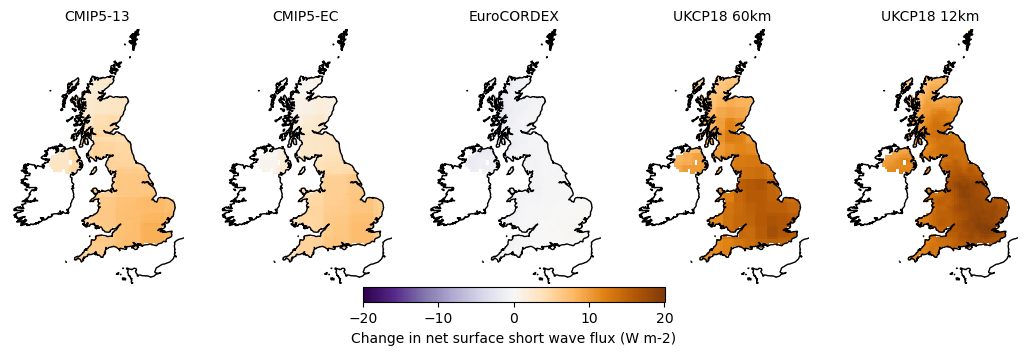 CMIP5-13 CMIP5-EC EuroCORDEX UKCP18 60km UKCP18 12km
−20 −10 0 10 20
Change in net surface short wave flux (W m-2)